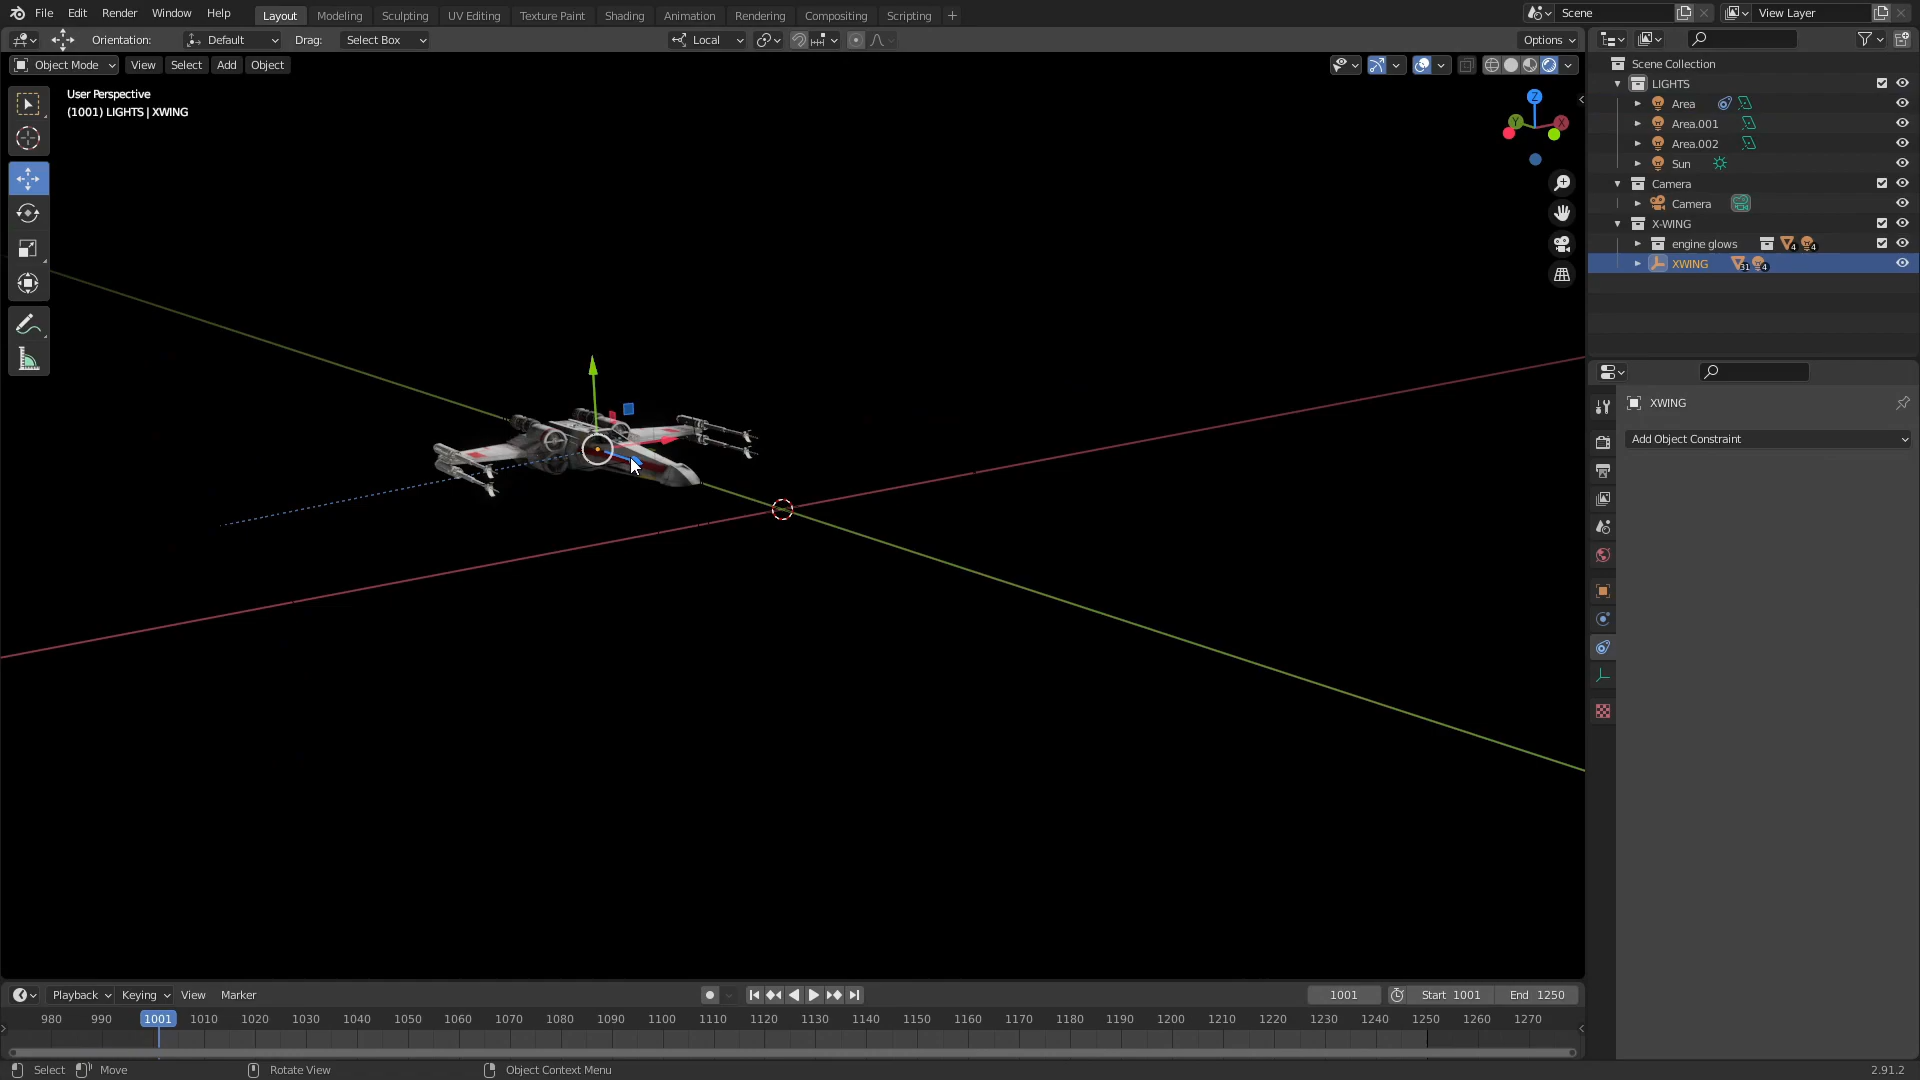 File Edit Render Window Help Layout Modeling Sculpting UV Editing Texture Paint Shading Animation Rendering Compositing Scripting + Scene View Layer
Orientation: Default Drag: Select Box Local Options
Object Mode View Select Add Object
User Perspective
(1001) LIGHTS | XWING
Z
Y
X
Scene Collection
LIGHTS
Area
Area.001
Area.002
Sun
Camera
Camera
X-WING
engine glows 4 4
XWING 31 4
XWING
Add Object Constraint
Playback Keying View Marker 1001 Start 1001 End 1250
980 990 1001 1010 1020 1030 1040 1050 1060 1070 1080 1090 1100 1110 1120 1130 1140 1150 1160 1170 1180 1190 1200 1210 1220 1230 1240 1250 1260 1270
Select Move Rotate View Object Context Menu 2.91.2